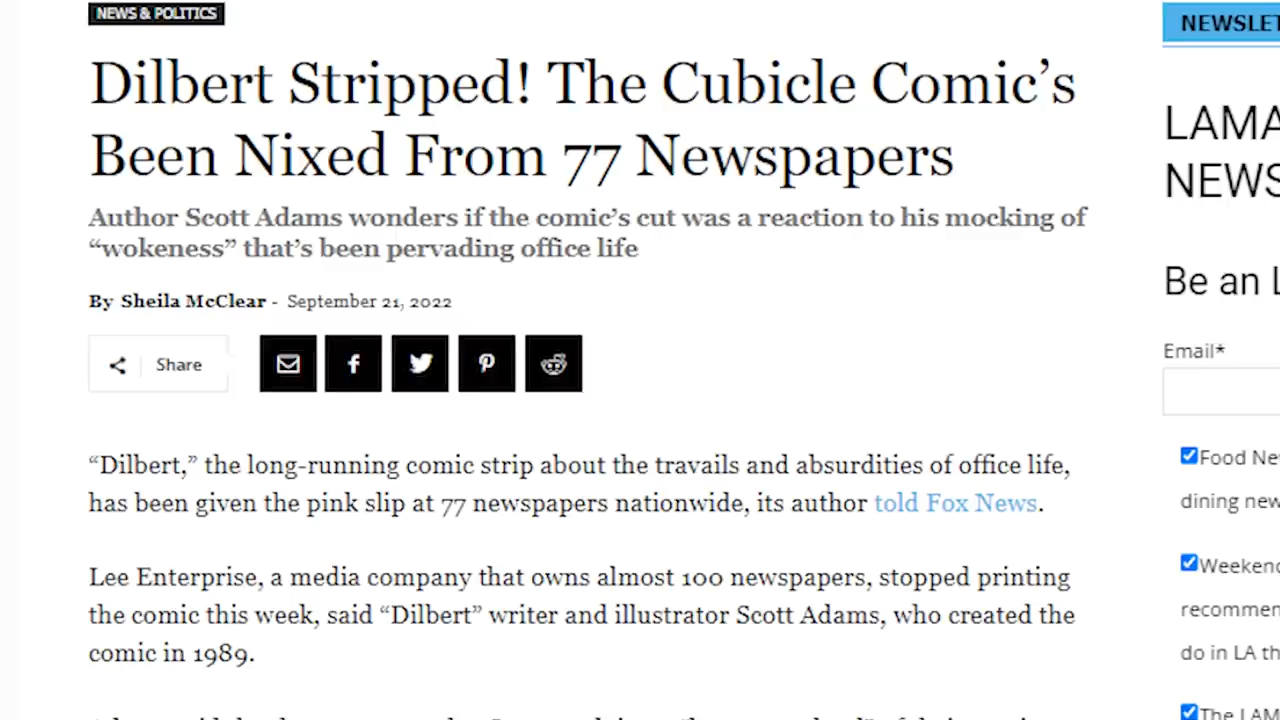 NEWS & POLITICS
Dilbert Stripped! The Cubicle Comic’s
Been Nixed From 77 Newspapers
Author Scott Adams wonders if the comic’s cut was a reaction to his mocking of
“wokeness” that’s been pervading office life
By Sheila McClear - September 21, 2022
Share
“Dilbert,” the long-running comic strip about the travails and absurdities of office life,
has been given the pink slip at 77 newspapers nationwide, its author told Fox News.
Lee Enterprise, a media company that owns almost 100 newspapers, stopped printing
the comic this week, said “Dilbert” writer and illustrator Scott Adams, who created the
comic in 1989.
NEWSLET
LAMA
NEWS
Be an L
Email*
Food Ne
dining new
Weekend
recommen
do in LA th
The LAM